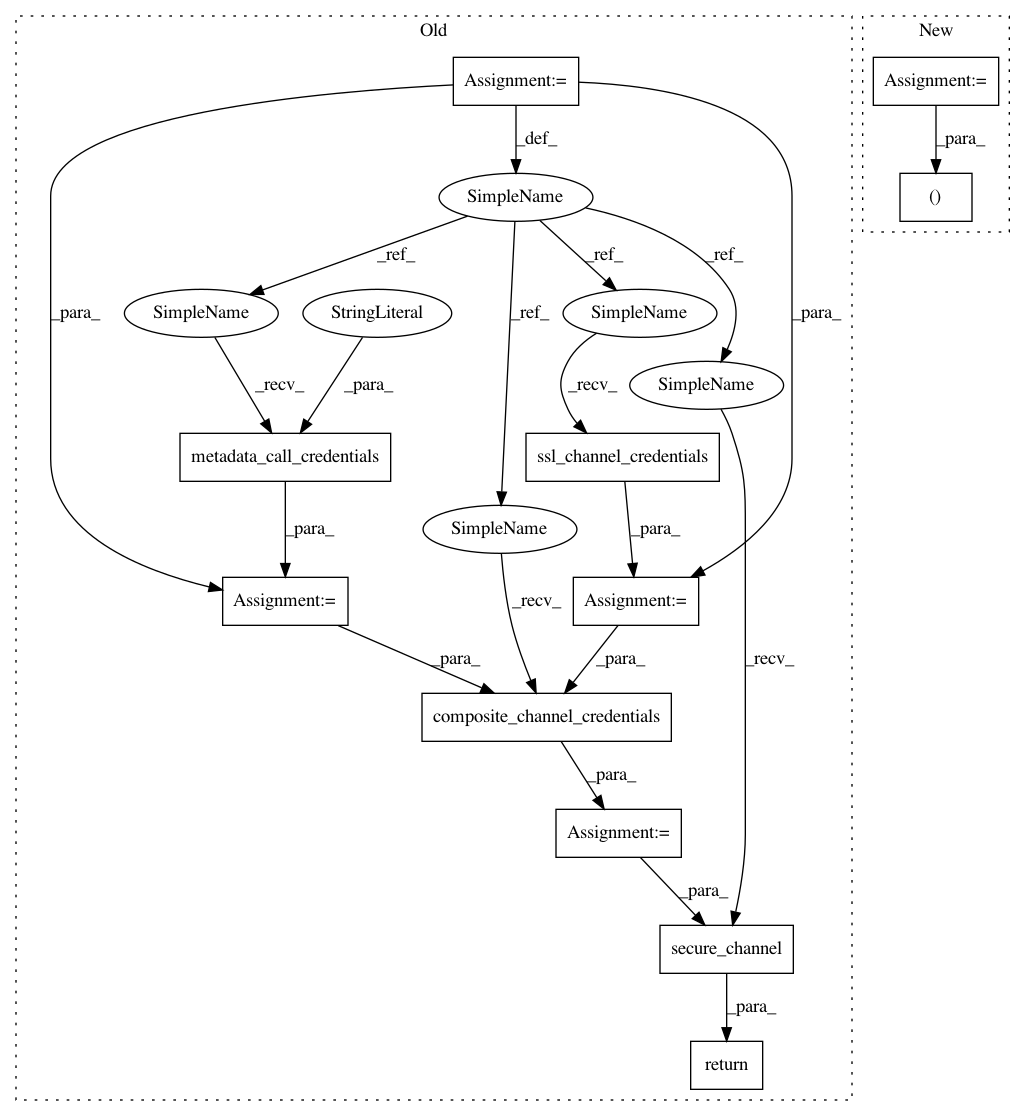 Old
New
Assignment:=
Assignment:=
_def_
_para_
SimpleName
()
_ref_
_ref_
_ref_
_para_
SimpleName
StringLiteral
_ref_
SimpleName
_para_
_recv_
_para_
_recv_
SimpleName
metadata_call_credentials
ssl_channel_credentials
_para_
SimpleName
_para_
Assignment:=
_recv_
Assignment:=
_para_
_para_
_recv_
composite_channel_credentials
_para_
Assignment:=
_para_
secure_channel
_para_
return